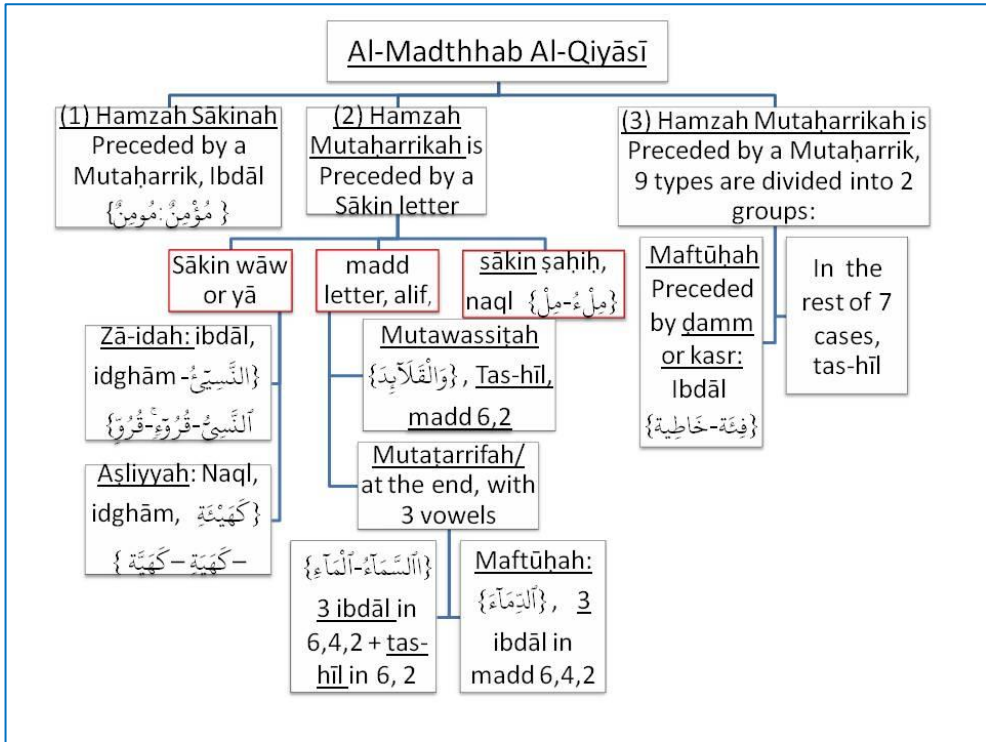 Al-Madthhab Al-Qiyāsī
(1) Hamzah Sākinah
Preceded by a
Mutaḥarrik, Ibdāl
{مُؤْمِنٌ:مُومِنٌ }
(2) Hamzah
Mutaḥarrikah is
Preceded by a
Sākin letter
(3) Hamzah Mutaḥarrikah is
Preceded by a Mutaḥarrik,
9 types are divided into 2
groups:
Sākin wāw
or yā
madd
letter, alif,
sākin ṣaḥiḥ,
naql {مِلْءُ-مِلْ}
Zā-idah: ibdāl,
idghām -النَّسِيٓءُ}
ٱلنَّسِيُّ-قُرُوٓءٖۚ-قُرُوّٖ}
Aṣliyyah: Naql,
idghām, كَهَيْئَةِ}
–كَهَيَةِ –كَهَيَّة }
Mutawassiṭah
{وَالْقَلَآئِدَ}, Tas-hīl,
madd 6,2
Mutaṭarrifah/
at the end, with
3 vowels
{االسَّمَآءُ-ٱلْمَآءِ}
3 ibdāl in
6,4,2 + tas-
hīl in 6, 2
Maftūḥah:
{ٱلدِّمَآءَ}, 3
ibdāl in
madd 6,4,2
Maftūḥah
Preceded
by ḍamm
or kasr:
Ibdāl
{فِئَة-خَاطِية}
In the
rest of 7
cases,
tas-hīl